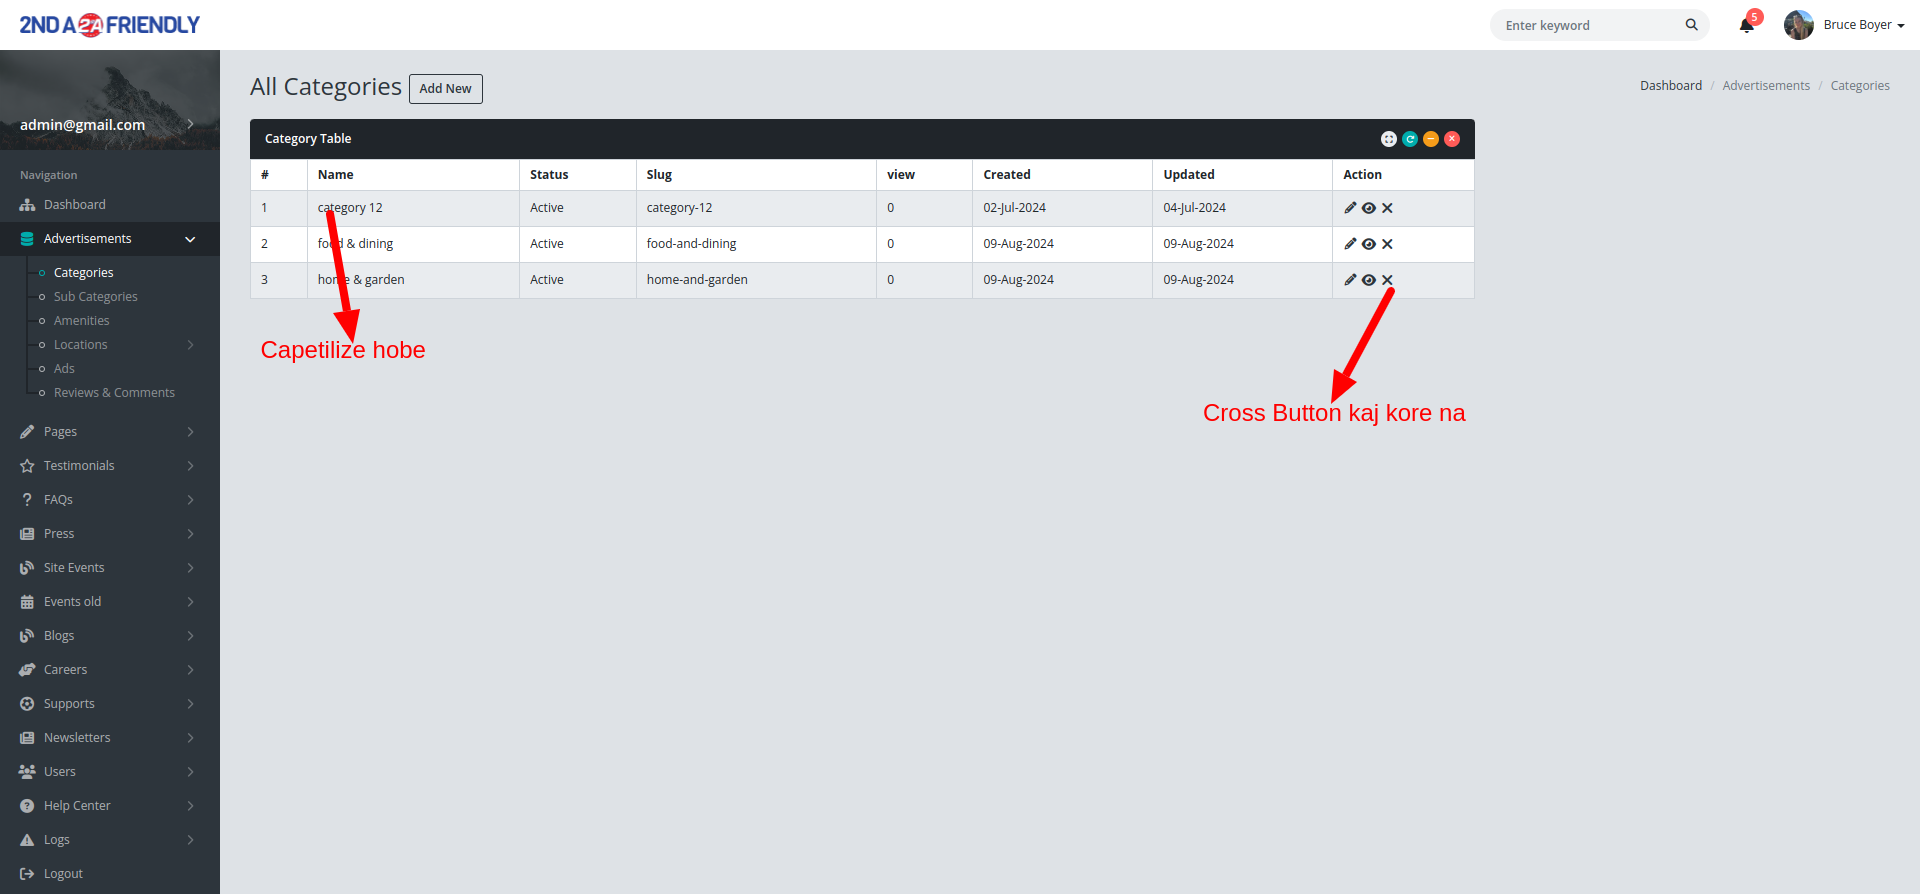 2ND A 2A FRIENDLY
Enter keyword
5
Bruce Boyer
admin@gmail.com
Navigation
Dashboard
Advertisements
Categories
Sub Categories
Amenities
Locations
Ads
Reviews & Comments
Pages
Testimonials
FAQs
Press
Site Events
Events old
Blogs
Careers
Supports
Newsletters
Users
Help Center
Logs
Logout
All Categories Add New
Dashboard / Advertisements / Categories
Category Table
# Name Status Slug view Created Updated Action
1 category 12 Active category-12 0 02-Jul-2024 04-Jul-2024
2 food & dining Active food-and-dining 0 09-Aug-2024 09-Aug-2024
3 home & garden Active home-and-garden 0 09-Aug-2024 09-Aug-2024
Capetilize hobe
Cross Button kaj kore na